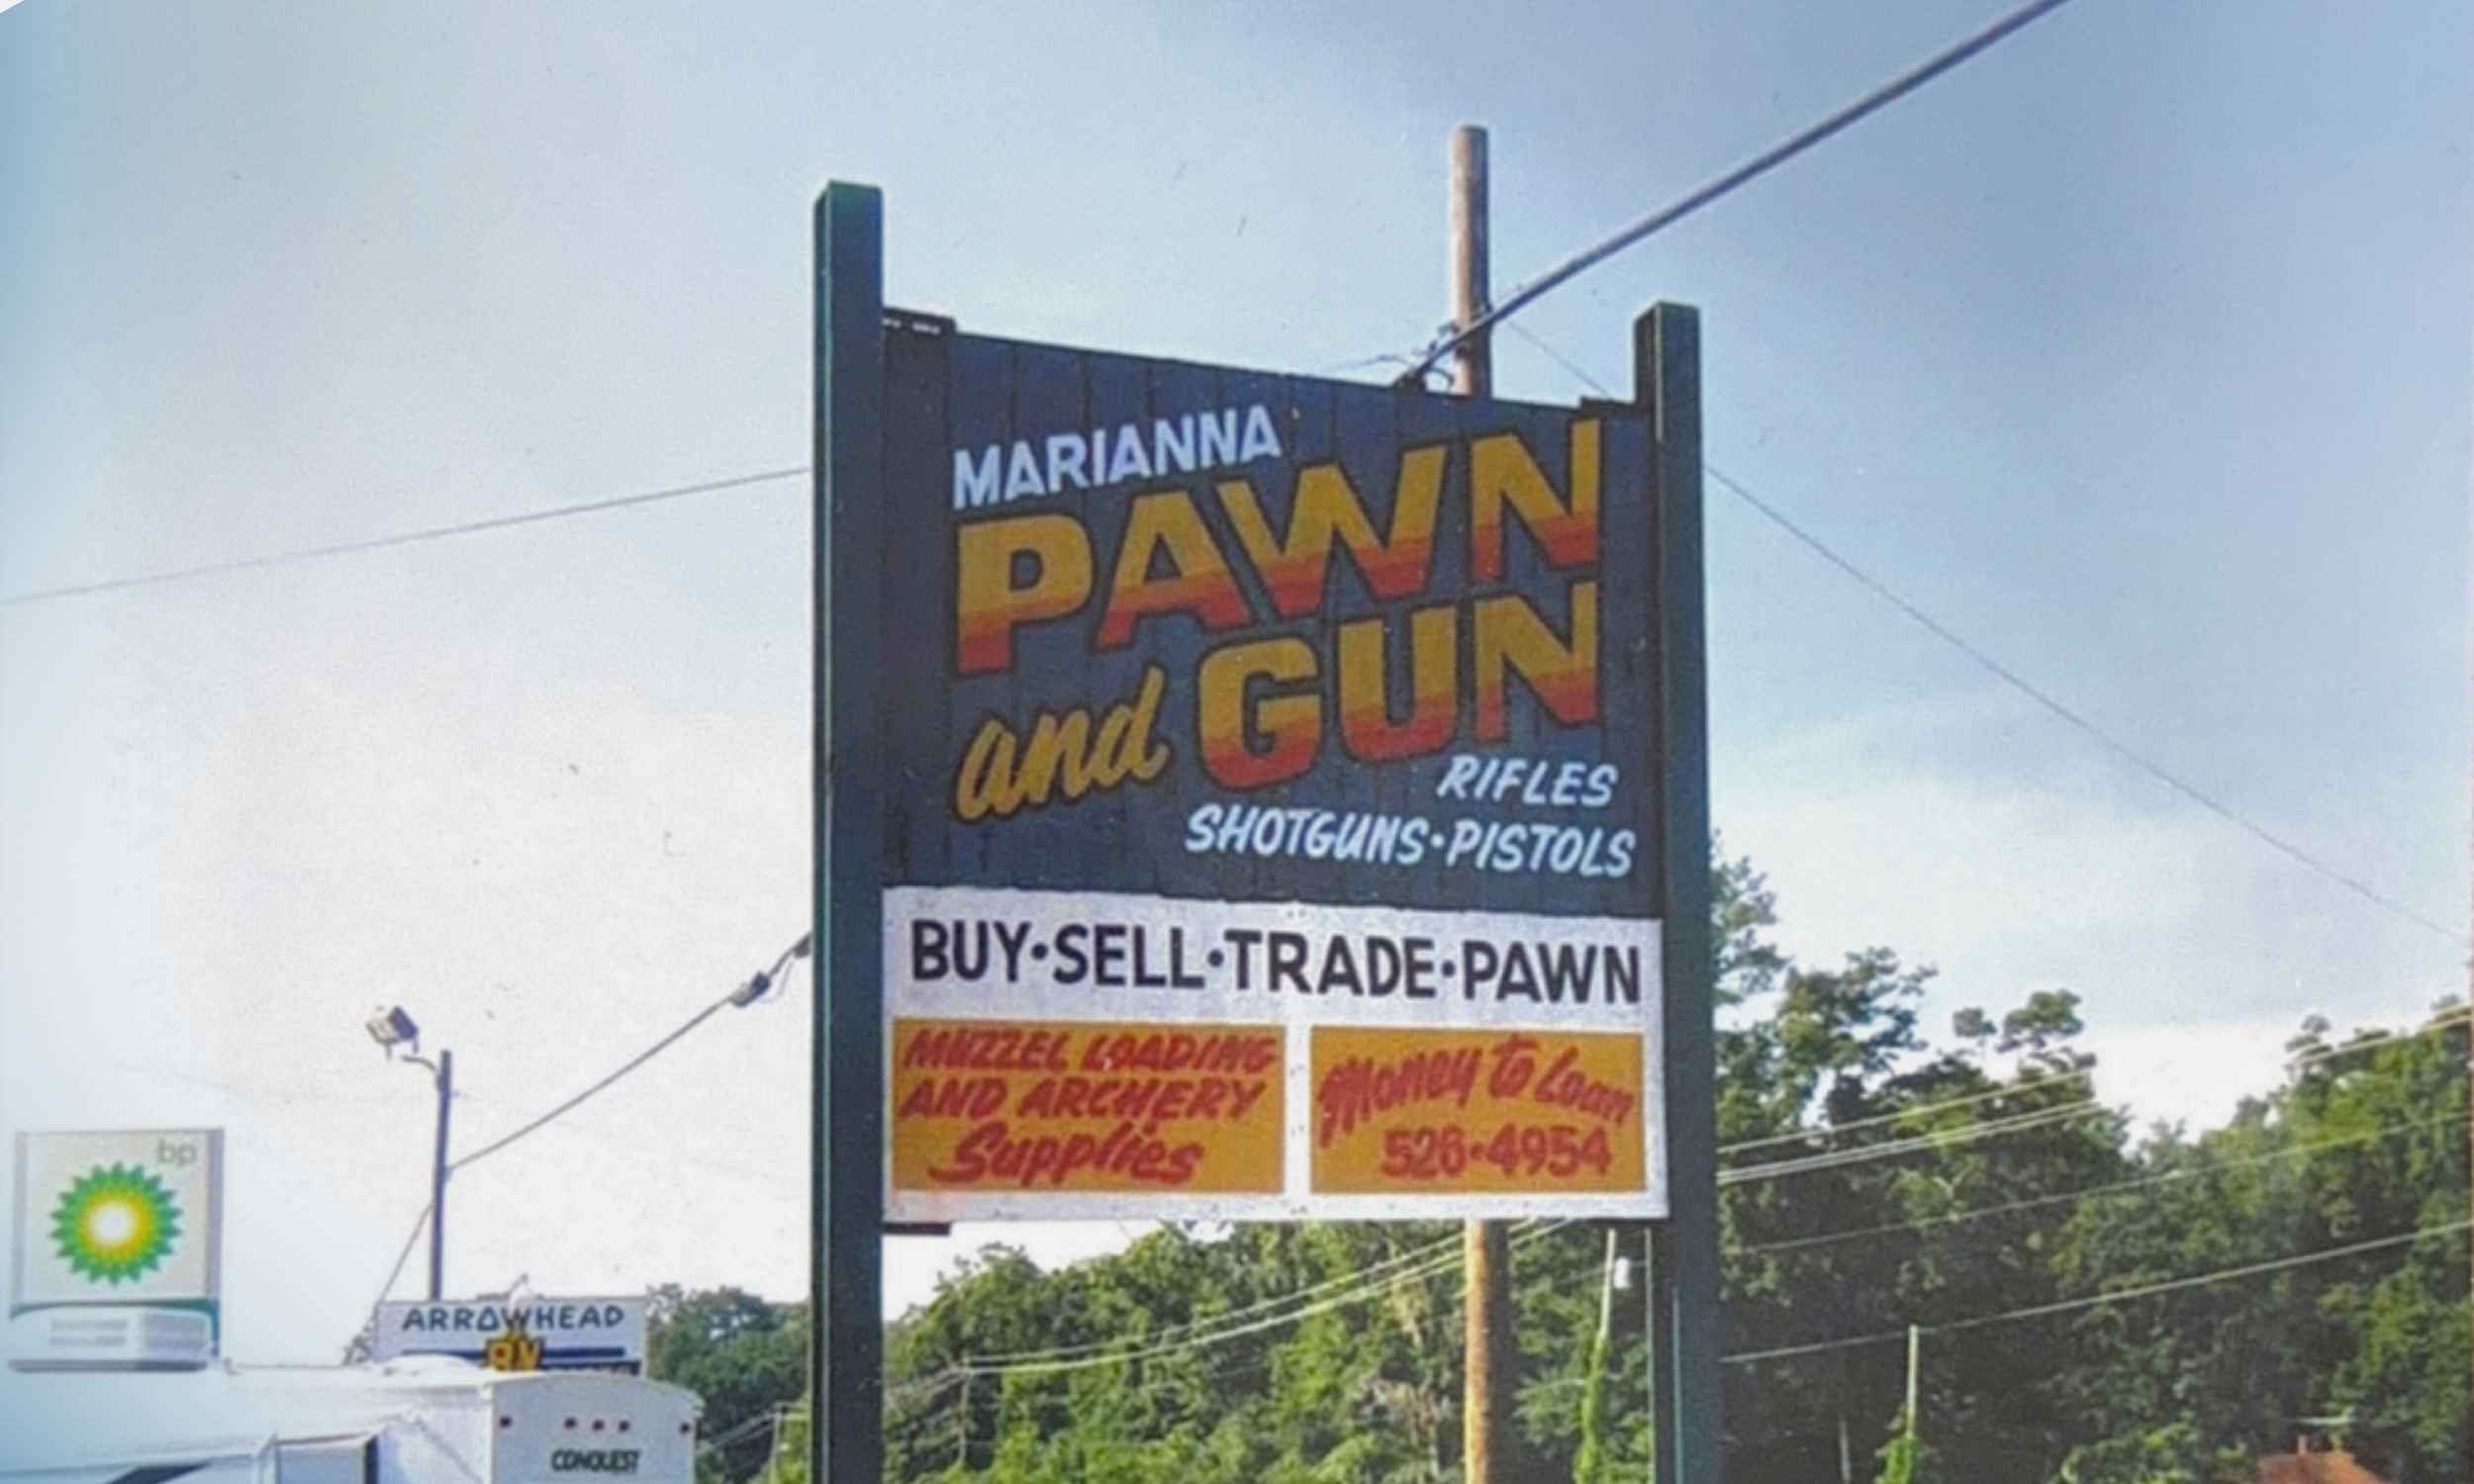 MARIANNA
PAWN
and GUN
RIFLES
SHOTGUNS·PISTOLS
BUY·SELL·TRADE·PAWN
MUZZEL LOADING
AND ARCHERY
Supplies
Money to Loan
526·4954
bp
ARROWHEAD
RV
CONQUEST